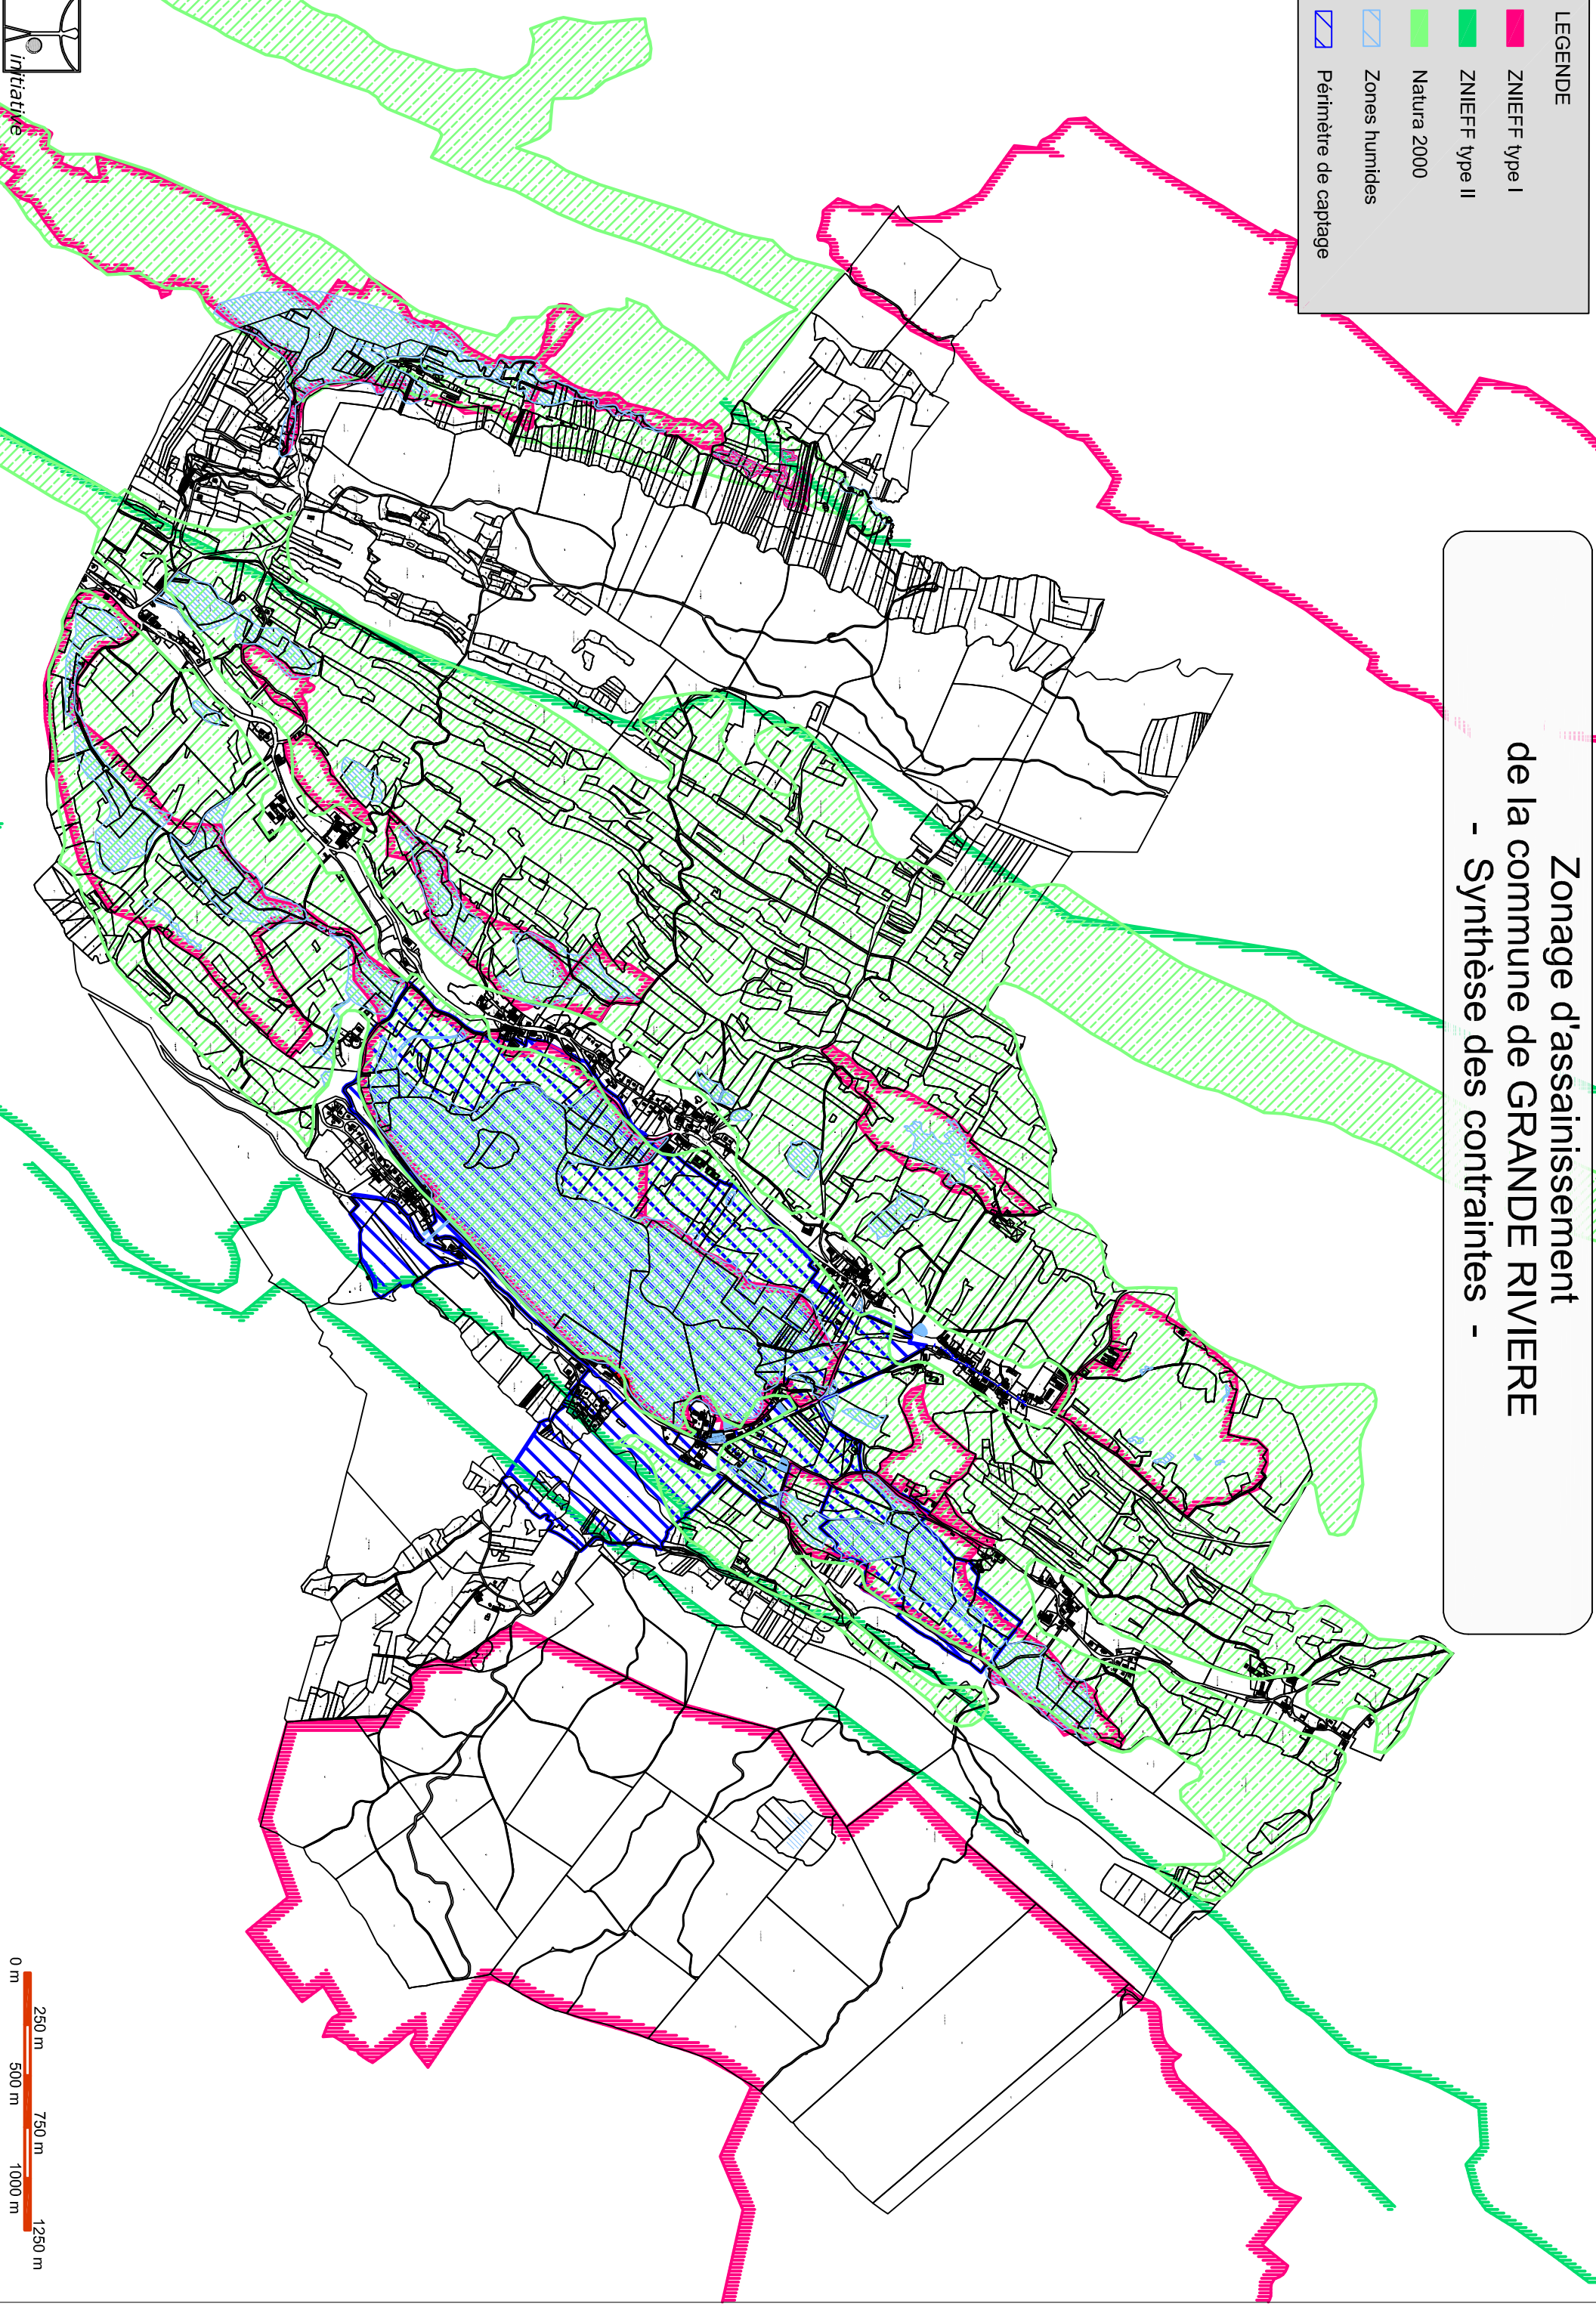 Zonage d'assainissement
de la commune de GRANDE RIVIERE
- Synthèse des contraintes -
LEGENDE
ZNIEFF type I
ZNIEFF type II
Natura 2000
Zones humides
Périmètre de captage
initiative
0 m
250 m
500 m
750 m
1000 m
1250 m